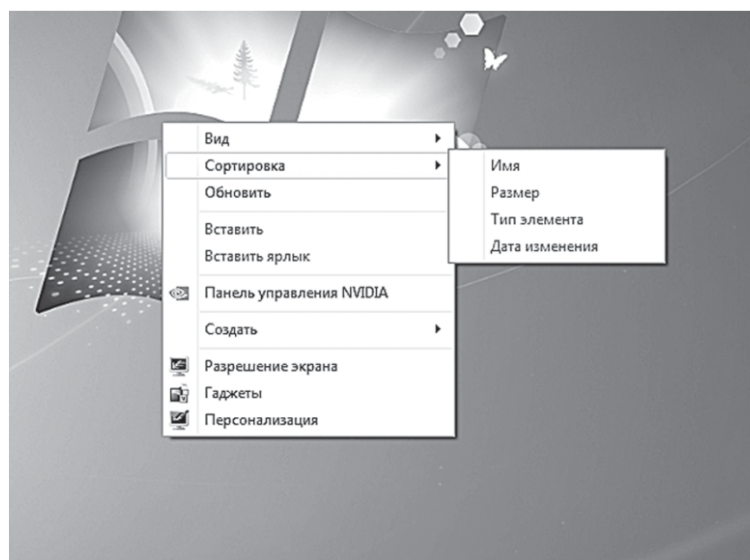 Вид
Сортировка
Обновить
Вставить
Вставить ярлык
Панель управления NVIDIA
Создать
Разрешение экрана
Гаджеты
Персонализация
Имя
Размер
Тип элемента
Дата изменения